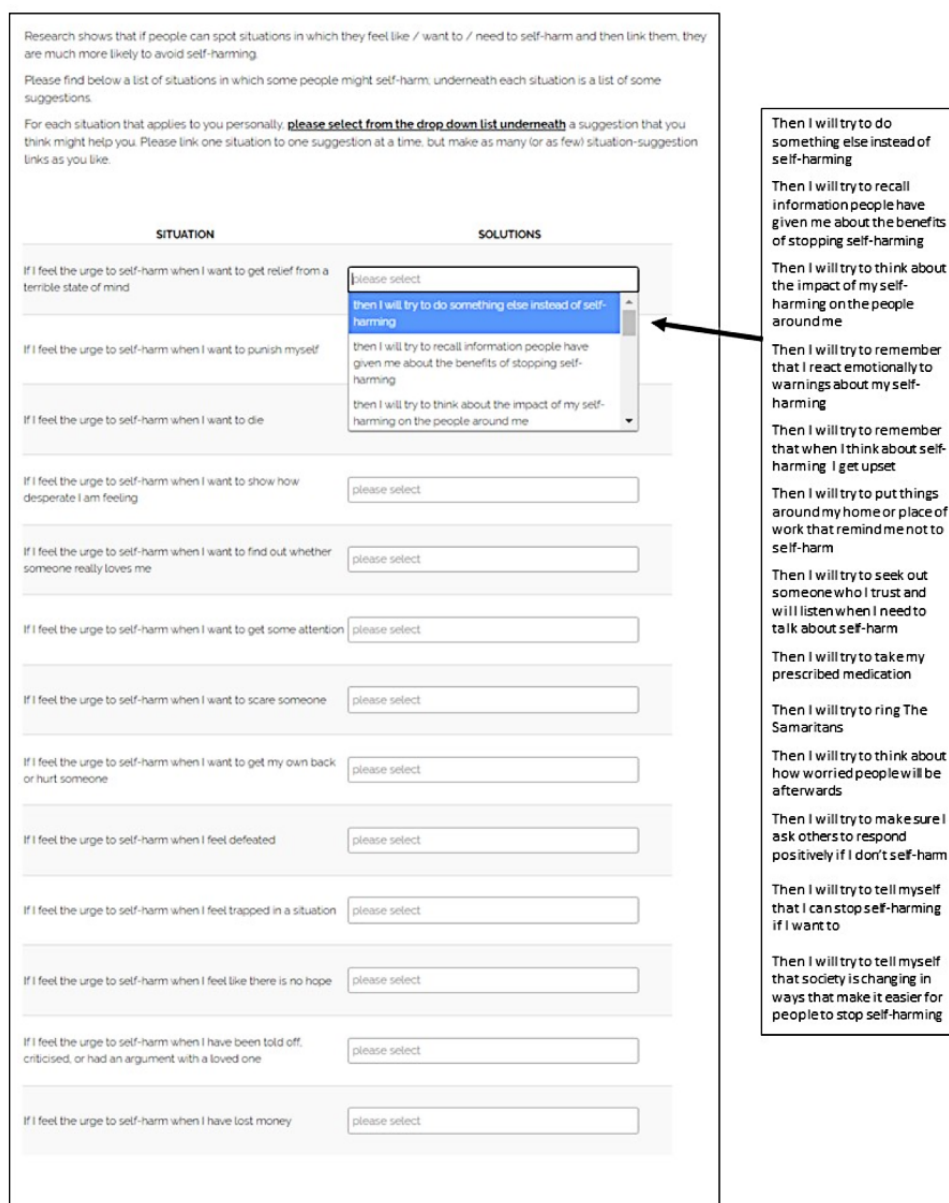 Research shows that if people can spot situations in which they feel like / want to / need to self-harm and then link them, they
are much more likely to avoid self-harming.
Please find below a list of situations in which some people might self-harm; underneath each situation is a list of some
suggestions.
For each situation that applies to you personally, please select from the drop down list underneath a suggestion that you
think might help you. Please link one situation to one suggestion at a time, but make as many (or as few) situation-suggestion
links as you like.
SITUATION SOLUTIONS
If I feel the urge to self-harm when I want to get relief from a
terrible state of mind
please select
then I will try to do something else instead of self-
harming
then I will try to recall information people have
given me about the benefits of stopping self-
harming
then I will try to think about the impact of my self-
harming on the people around me
If I feel the urge to self-harm when I want to punish myself
If I feel the urge to self-harm when I want to die
If I feel the urge to self-harm when I want to show how
desperate I am feeling
please select
If I feel the urge to self-harm when I want to find out whether
someone really loves me
please select
If I feel the urge to self-harm when I want to get some attention please select
If I feel the urge to self-harm when I want to scare someone please select
If I feel the urge to self-harm when I want to get my own back
or hurt someone
please select
If I feel the urge to self-harm when I feel defeated please select
If I feel the urge to self-harm when I feel trapped in a situation please select
If I feel the urge to self-harm when I feel like there is no hope please select
If I feel the urge to self-harm when I have been told off,
criticised, or had an argument with a loved one
please select
If I feel the urge to self-harm when I have lost money please select
Then I will try to do
something else instead of
self-harming
Then I will try to recall
information people have
given me about the benefits
of stopping self-harming
Then I will try to think about
the impact of my self-
harming on the people
around me
Then I will try to remember
that I react emotionally to
warnings about my self-
harming
Then I will try to remember
that when I think about self-
harming I get upset
Then I will try to put things
around my home or place of
work that remind me not to
self-harm
Then I will try to seek out
someone who I trust and
will listen when I need to
talk about self-harm
Then I will try to take my
prescribed medication
Then I will try to ring The
Samaritans
Then I will try to think about
how worried people will be
afterwards
Then I will try to make sure I
ask others to respond
positively if I don't self-harm
Then I will try to tell myself
that I can stop self-harming
if I want to
Then I will try to tell myself
that society is changing in
ways that make it easier for
people to stop self-harming